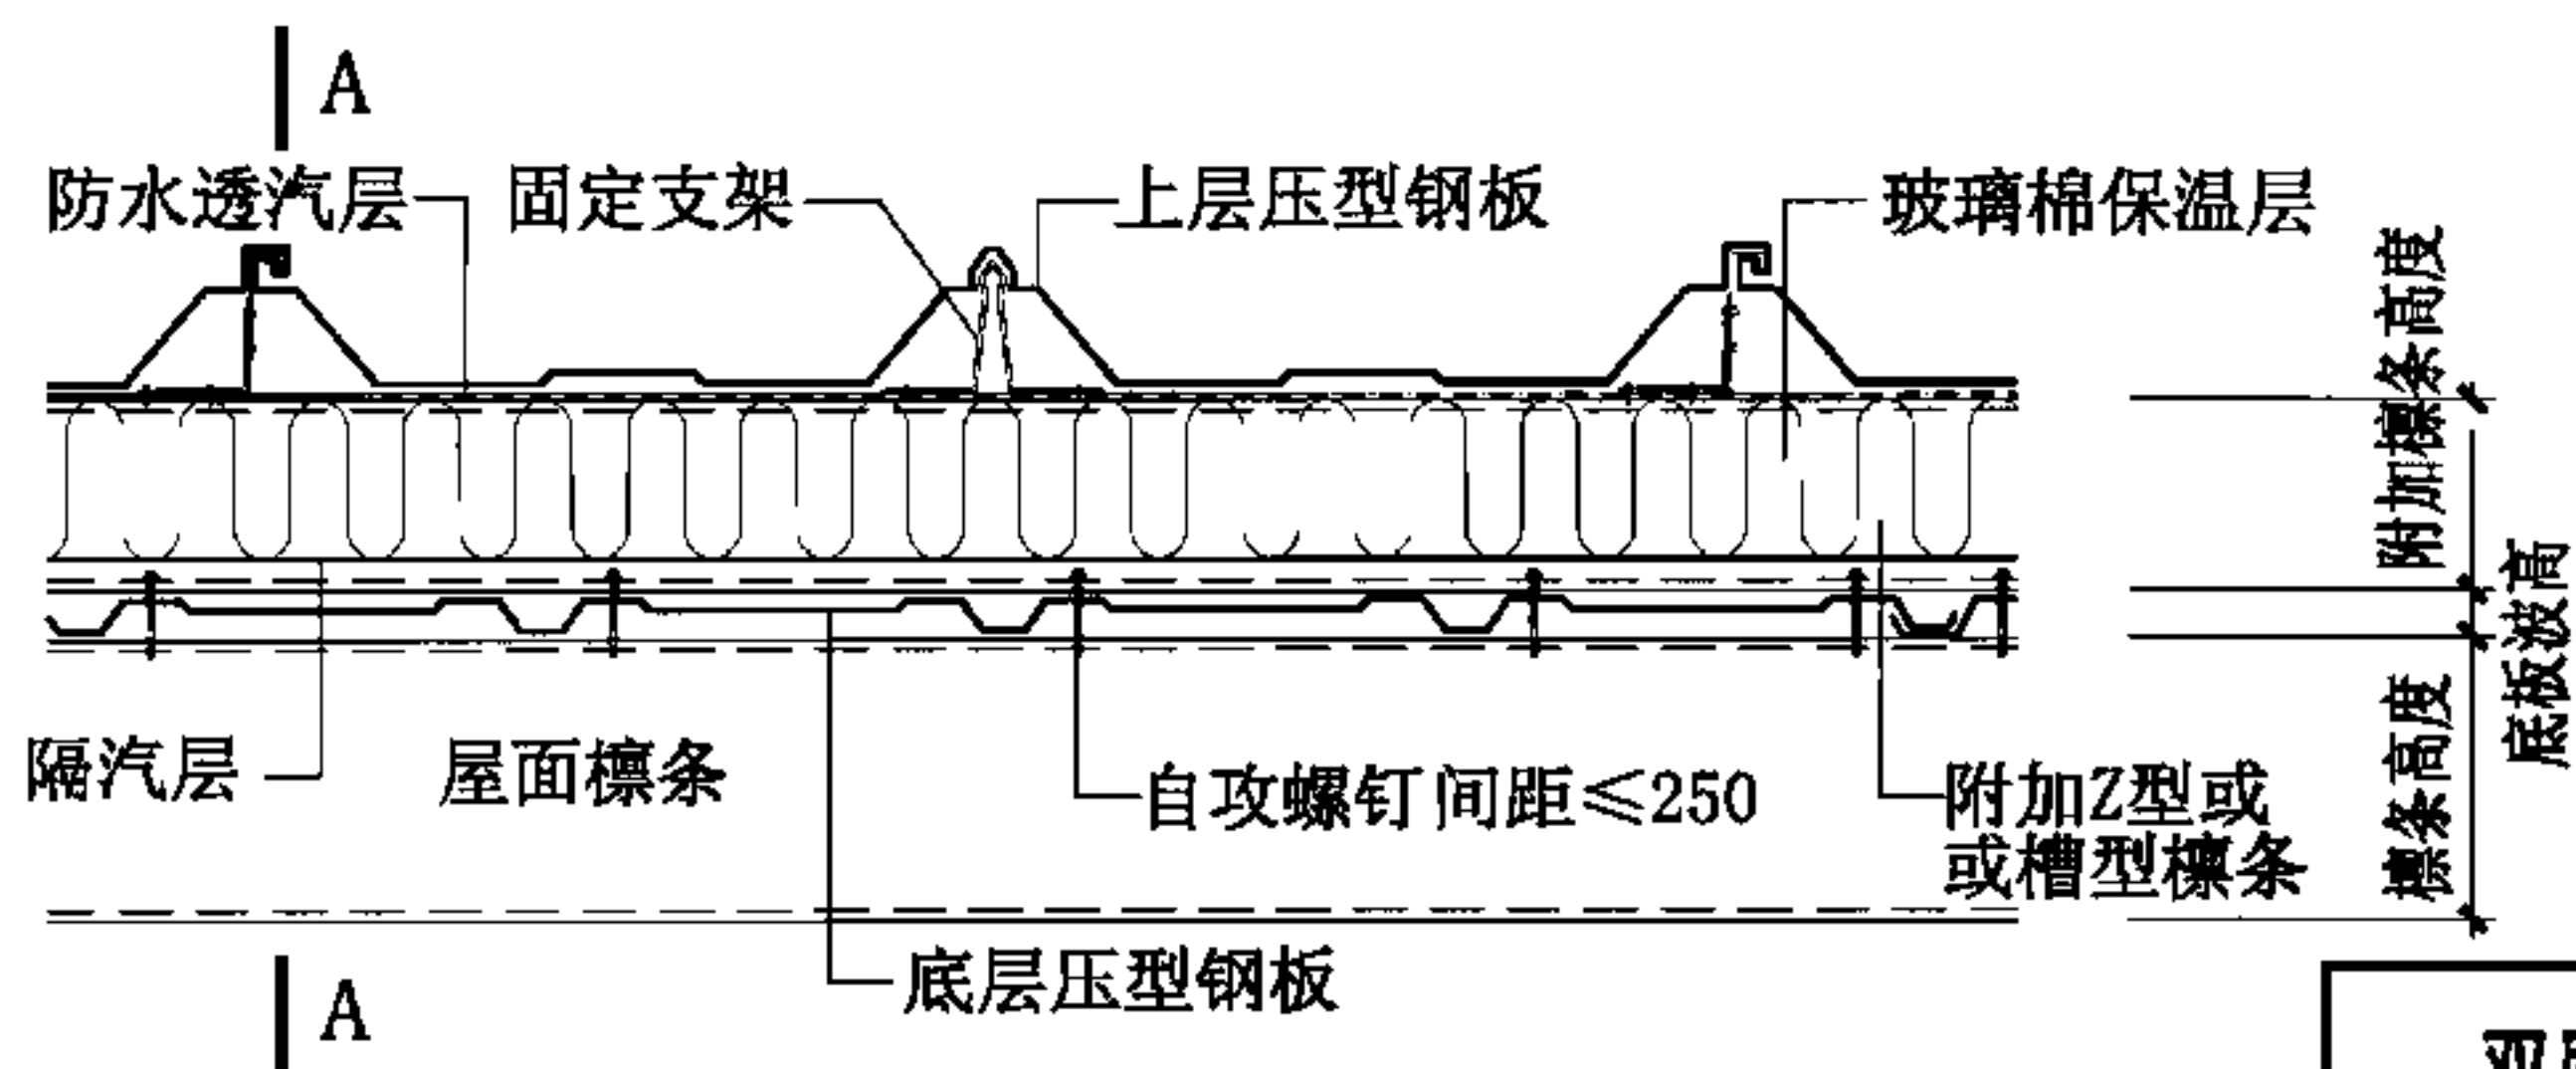 A
防水透汽层
固定支架
上层压型钢板
玻璃棉保温层
附加檩条高度
底板波高
檩条高度
隔汽层
屋面檩条
自攻螺钉间距≤250
附加Z型或
或槽型檩条
底层压型钢板
A